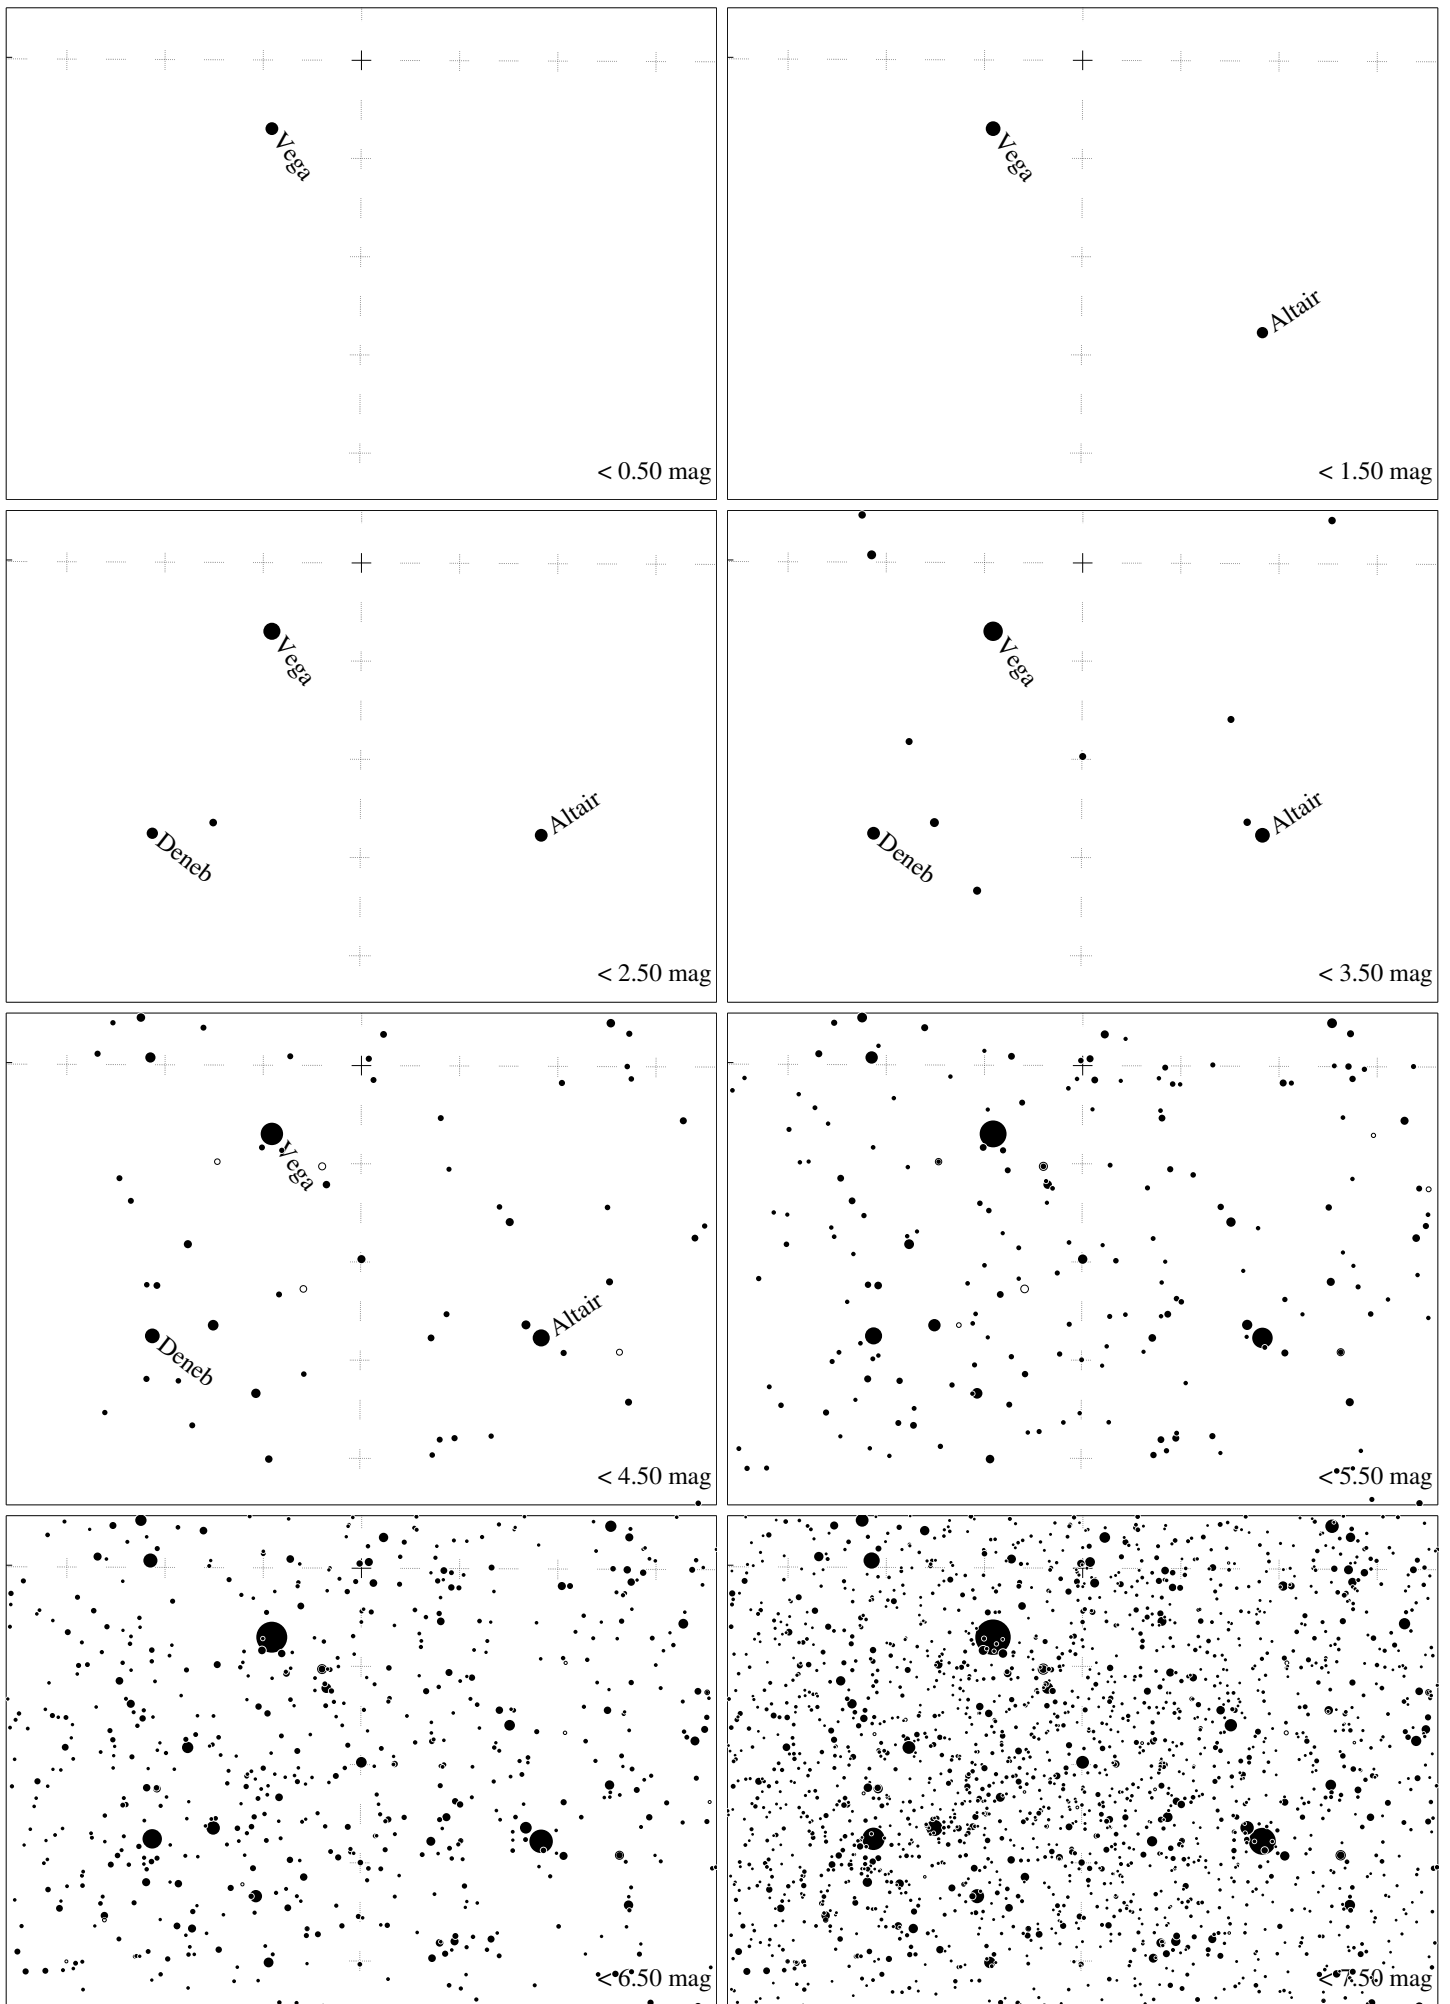 Vega
< 0.50 mag
Vega
Altair
< 1.50 mag
Vega
Altair
Deneb
< 2.50 mag
Vega
Altair
Deneb
< 3.50 mag
Vega
Altair
Deneb
< 4.50 mag
< 5.50 mag
< 6.50 mag
< 7.50 mag